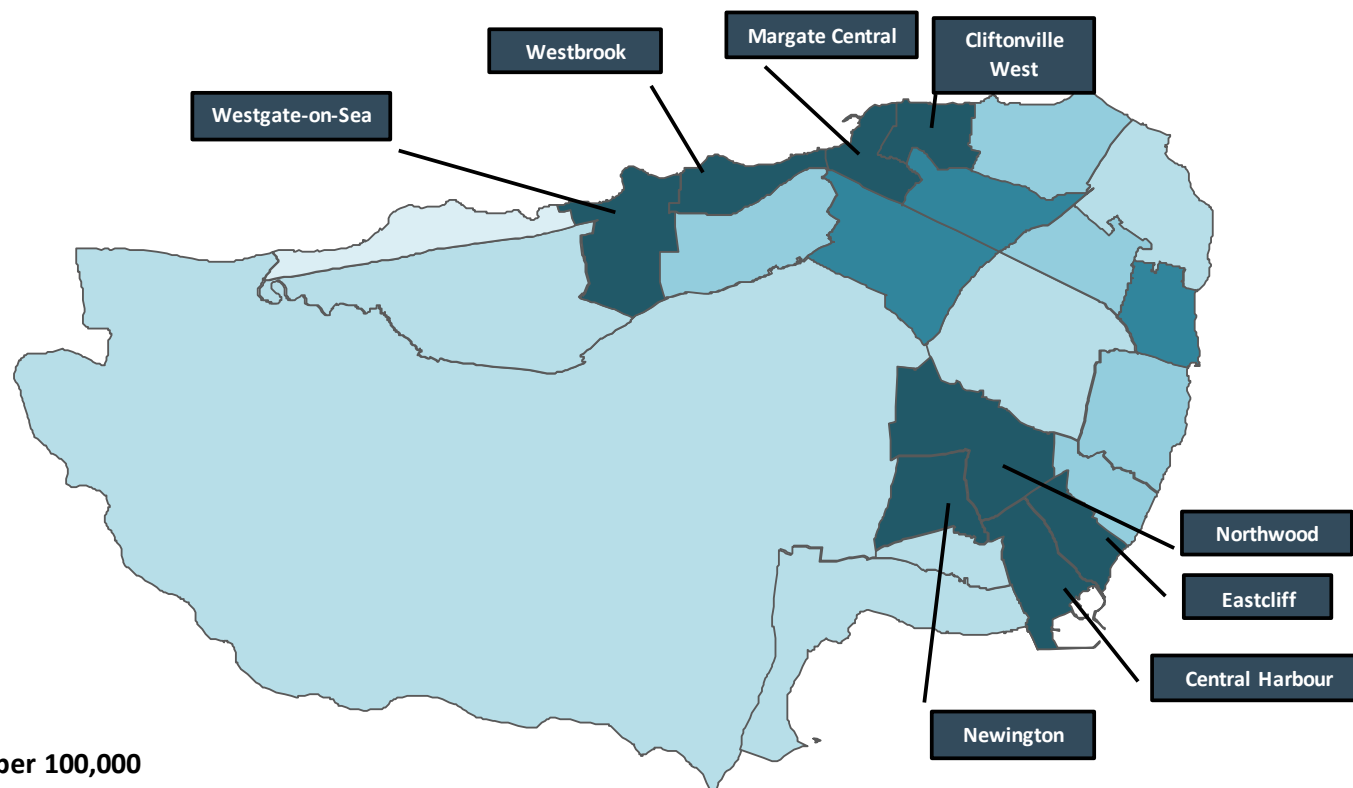 Margate Central
Cliftonville
West
Westbrook
Westgate-on-Sea
Northwood
Eastcliff
Central Harbour
Newington
per 100,000